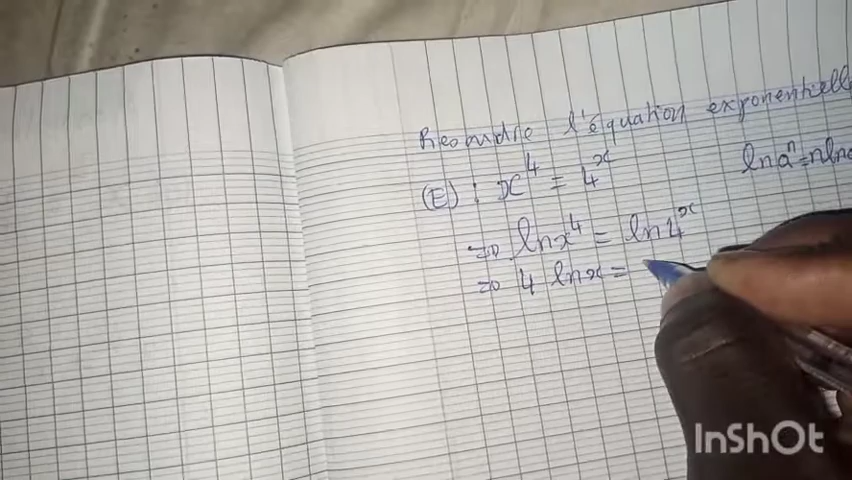 Resoudre l'équation exponentielle
(E) : x⁴ = 4ˣ
ln aⁿ = n ln a
⇒ ln x⁴ = ln 4ˣ
⇒ 4 ln x =
InShOt